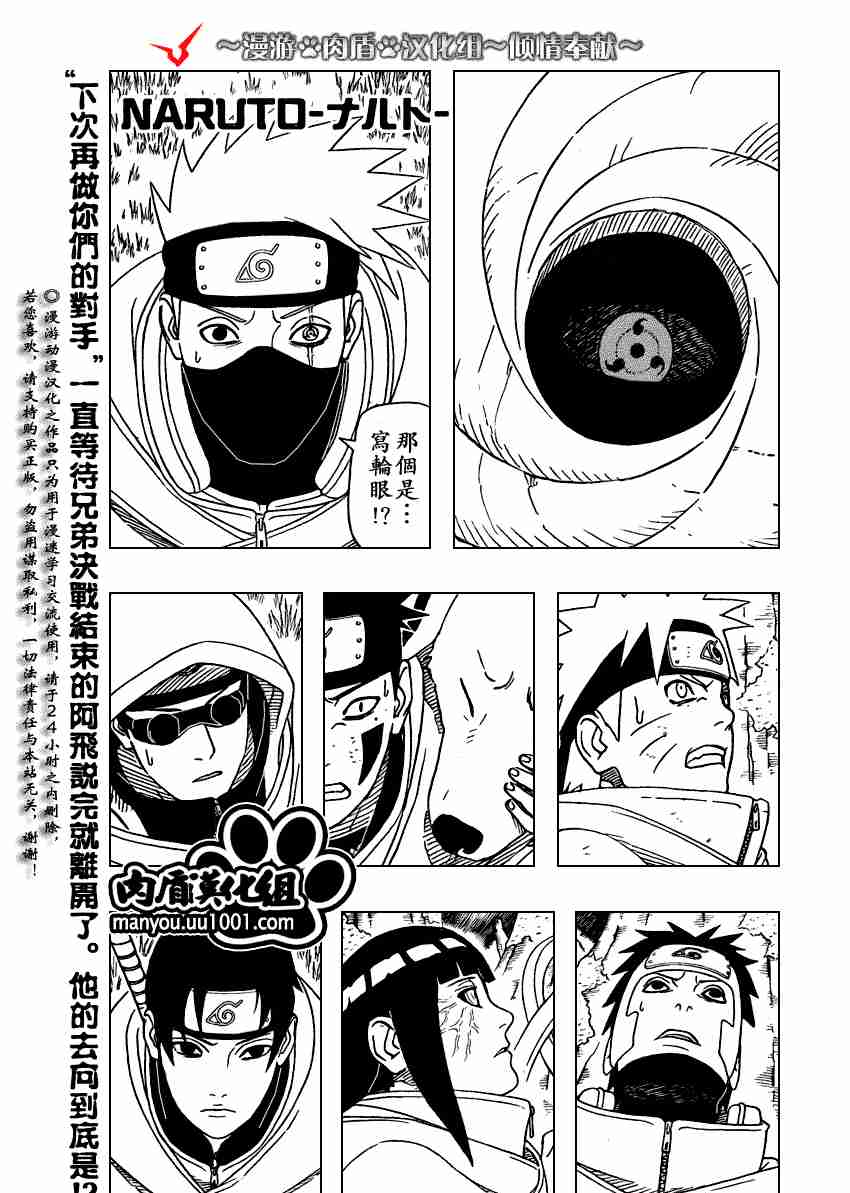 ～漫游肉盾汉化组～倾情奉献～
NARUTO-ナルト-
“下次再做你們的對手”一直等待兄弟決戰結束的阿飛説完就離開了。他的去向到底是!?
◎漫游动漫汉化之作品只为用于漫迷学习交流使用，请于24小时之内删除，
若您喜欢，请支持购买正版，勿盗用谋取私利，一切法律责任与本站无关，谢谢！
那個是…
寫輪眼!?
肉盾漢化组
manyou.uu1001.com